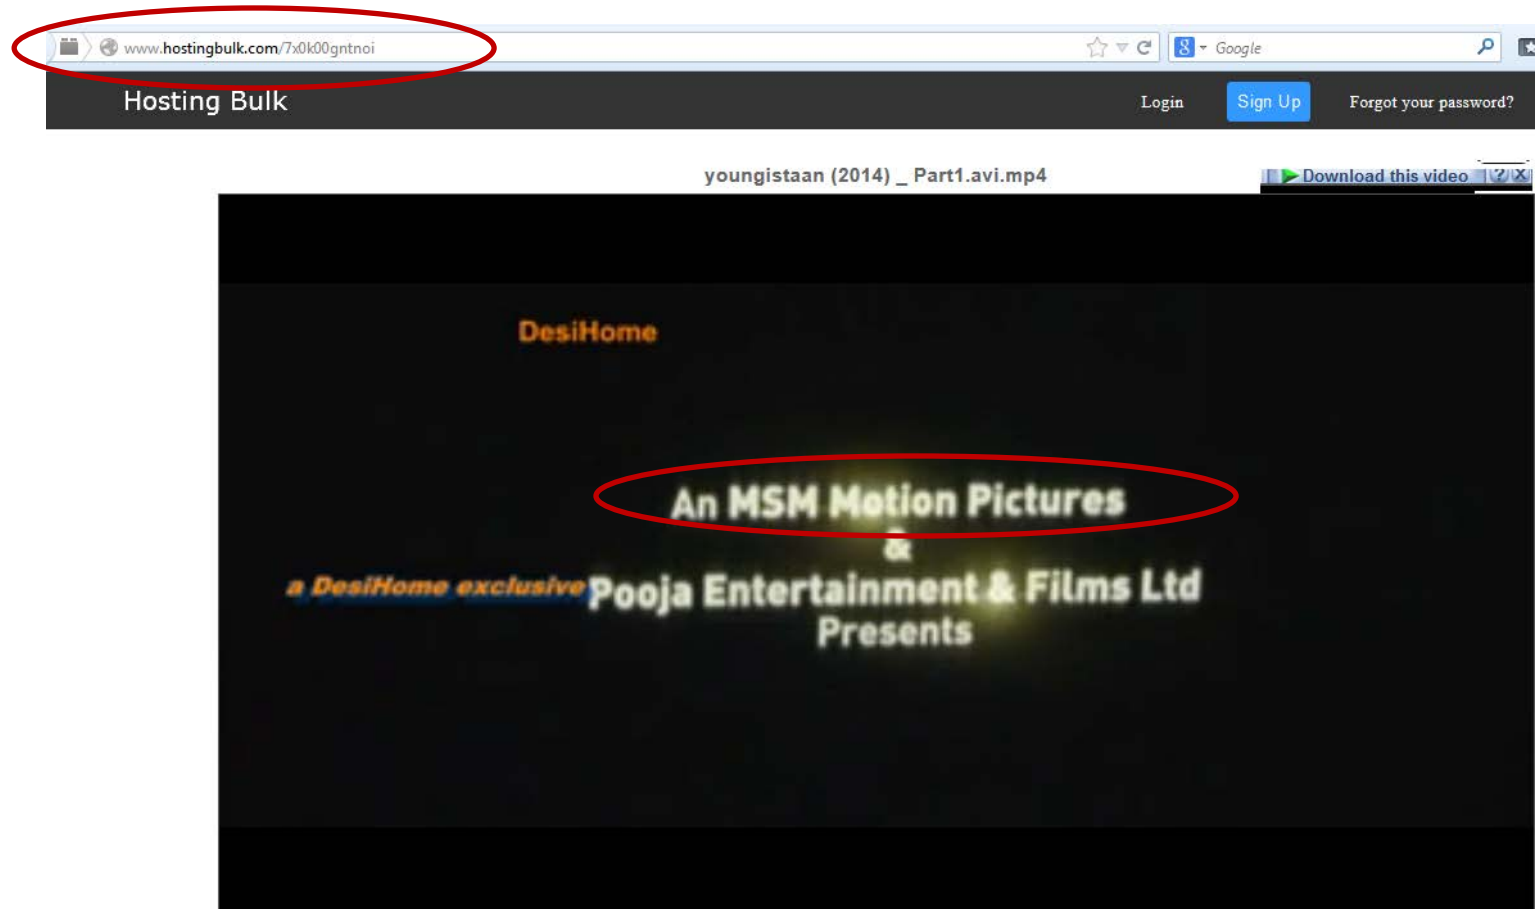 www.hostingbulk.com/7x0k00gntnoi
8 Google
Hosting Bulk
Login
Sign Up
Forgot your password?
youngistaan (2014) _ Part1.avi.mp4
Download this video ? X
DesiHome
An MSM Motion Pictures
&
a DesiHome exclusive
Pooja Entertainment & Films Ltd
Presents